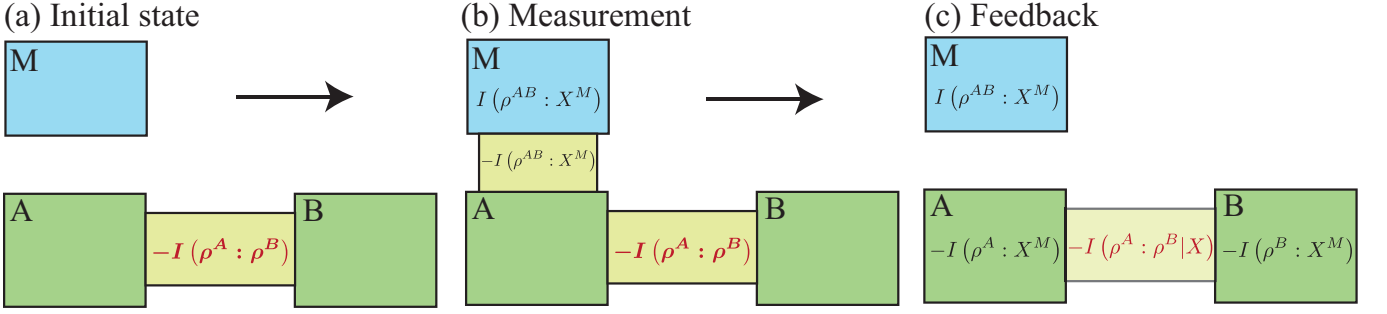 (a) Initial state
M
A
−I (ρ^A : ρ^B)
B
(b) Measurement
M
I (ρ^{AB} : X^M)
−I (ρ^{AB} : X^M)
A
−I (ρ^A : ρ^B)
B
(c) Feedback
M
I (ρ^{AB} : X^M)
A
−I (ρ^A : X^M)
−I (ρ^A : ρ^B|X)
B
−I (ρ^B : X^M)